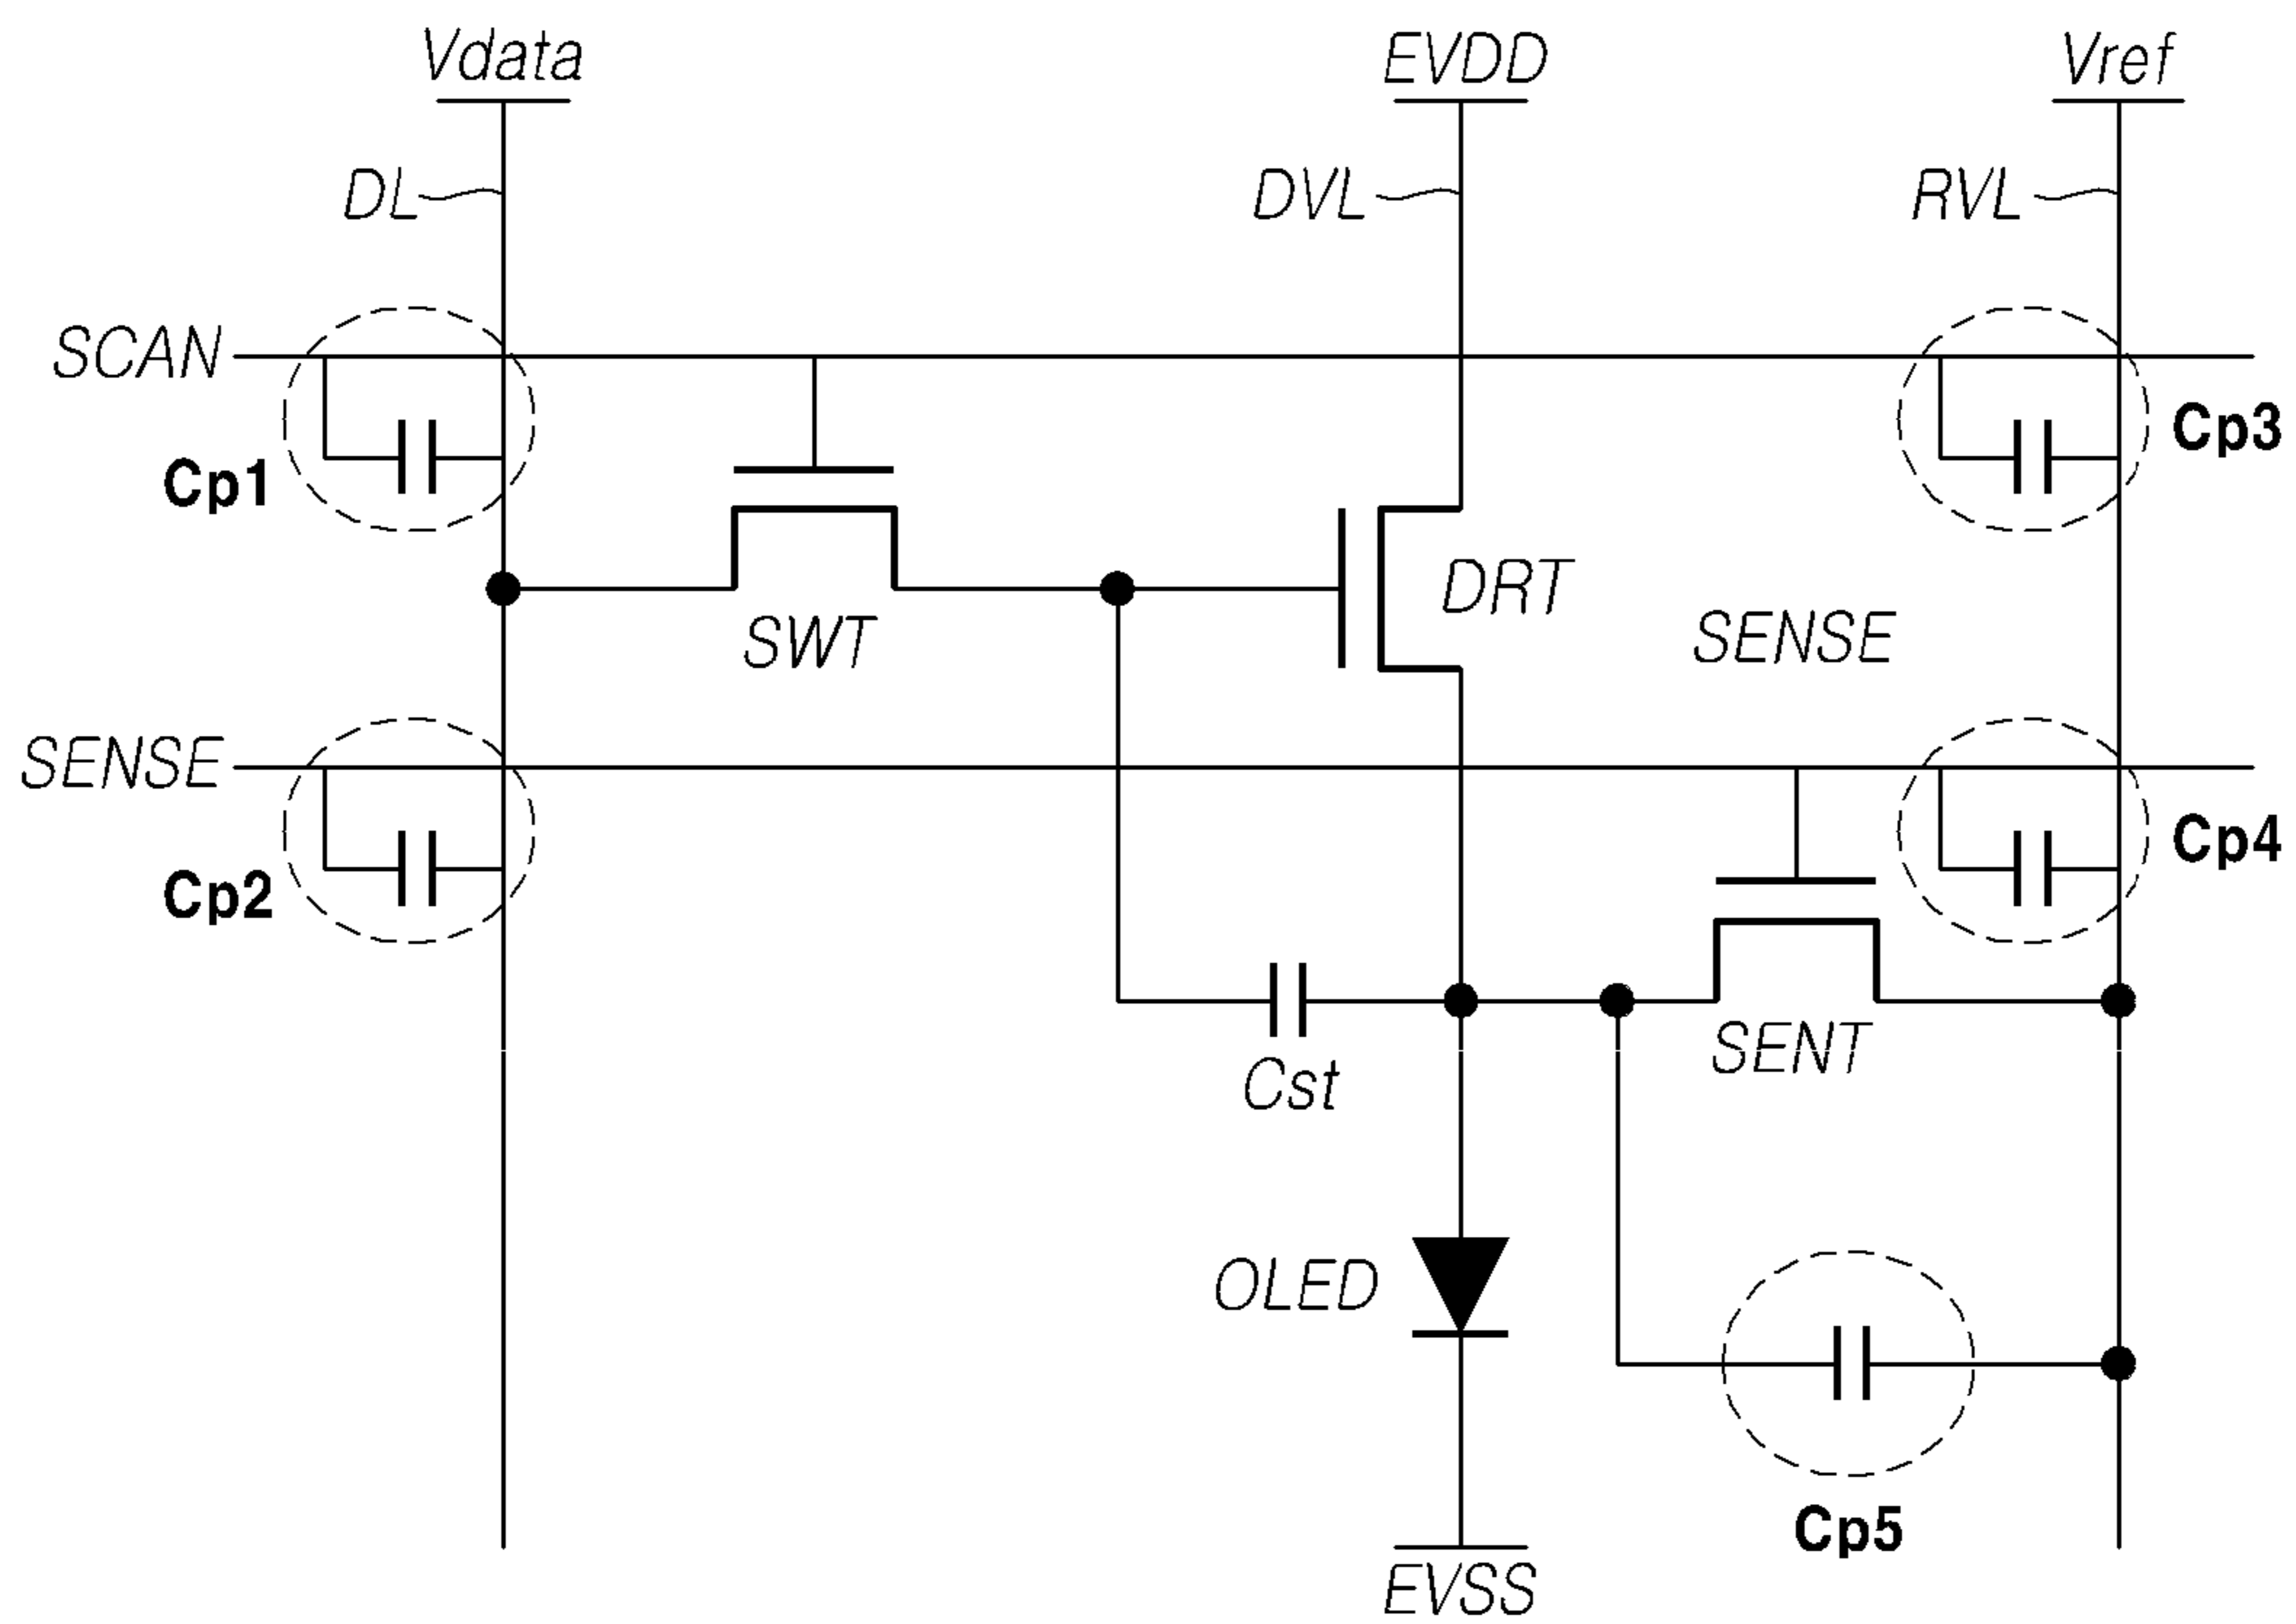 Vdata
EVDD
Vref
DL
DVL
RVL
SCAN
Cp1
Cp3
SWT
DRT
SENSE
SENSE
Cp2
Cp4
Cst
SENT
OLED
Cp5
EVSS